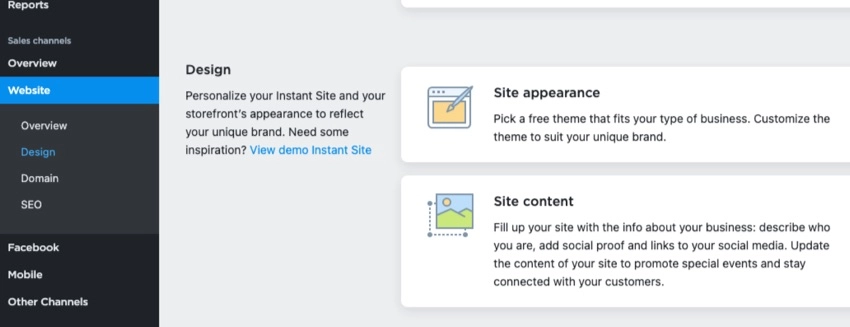 Reports
Sales channels
Overview
Website
Overview
Design
Domain
SEO
Facebook
Mobile
Other Channels
Design
Personalize your Instant Site and your
storefront's appearance to reflect
your unique brand. Need some
inspiration? View demo Instant Site
Site appearance
Pick a free theme that fits your type of business. Customize the
theme to suit your unique brand.
Site content
Fill up your site with the info about your business: describe who
you are, add social proof and links to your social media. Update
the content of your site to promote special events and stay
connected with your customers.